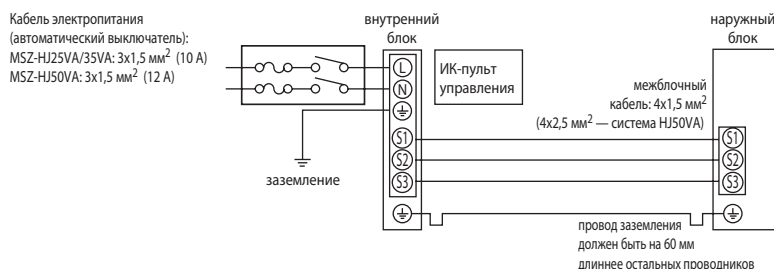 Кабель электропитания
(автоматический выключатель):
MSZ-HJ25VA/35VA: 3x1,5 мм² (10 А)
MSZ-HJ50VA: 3x1,5 мм² (12 А)
внутренний
блок
наружный
блок
L
N
S1
S2
S3
ИК-пульт
управления
заземление
межблочный
кабель: 4x1,5 мм²
(4x2,5 мм² — система HJ50VA)
S1
S2
S3
провод заземления
должен быть на 60 мм
длиннее остальных проводников